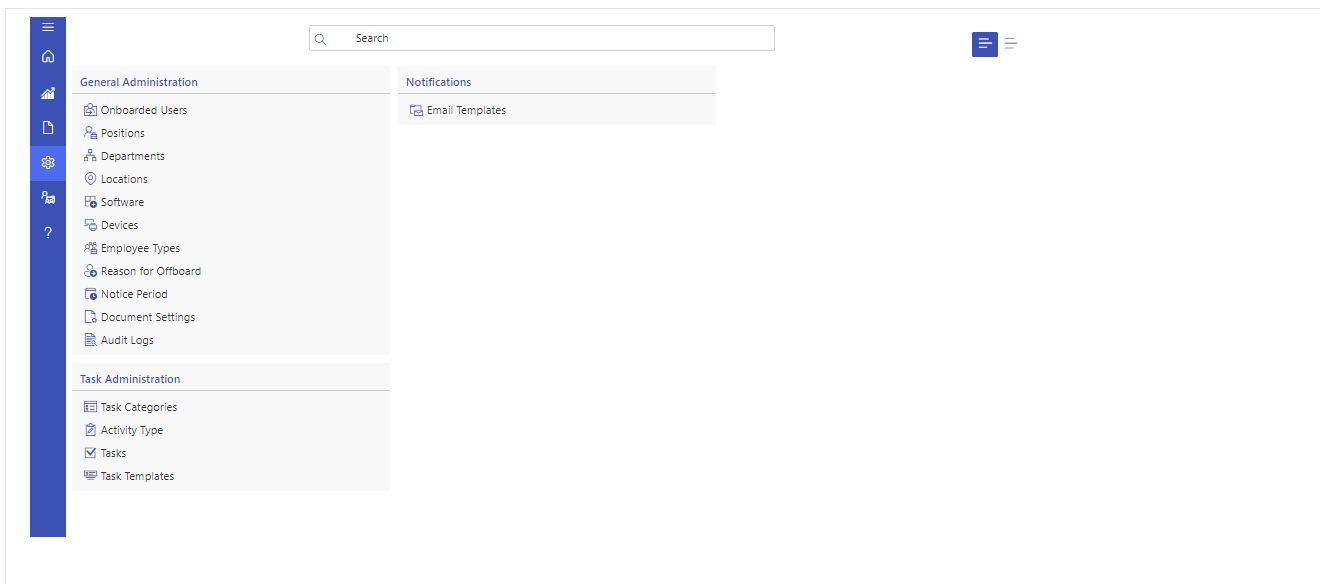 Search
General Administration
Onboarded Users
Positions
Departments
Locations
Software
Devices
Employee Types
Reason for Offboard
Notice Period
Document Settings
Audit Logs
Task Administration
Task Categories
Activity Type
Tasks
Task Templates
Notifications
Email Templates
?